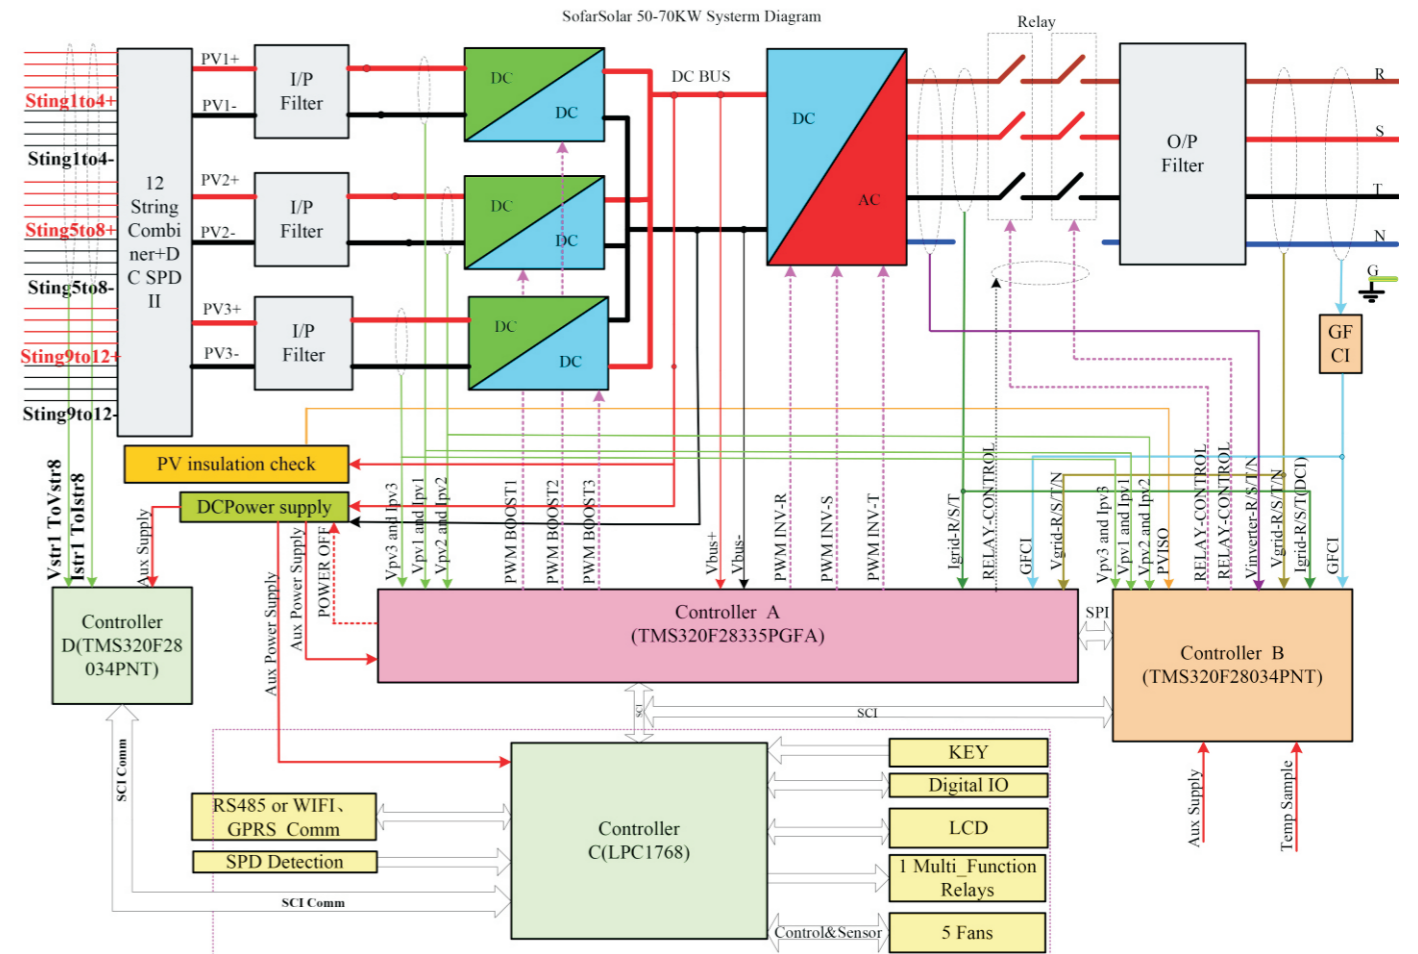 SofarSolar 50-70KW Systerm Diagram
Relay
Sting1to4+
Sting1to4-
Sting5to8+
Sting5to8-
Sting9to12+
Sting9to12-
12
String
Combi
ner+D
C SPD
II
PV1+
PV1-
PV2+
PV2-
PV3+
PV3-
I/P
Filter
I/P
Filter
I/P
Filter
DC
DC
DC
DC
DC
DC
DC BUS
DC
AC
O/P
Filter
R
S
T
N
G
GF
CI
PV insulation check
DCPower supply
Vstr1 ToVstr8
Istr1 ToIstr8
Aux Supply
Aux Power Supply
Aux Power Supply
POWER OFF
Vpv3 and Ipv3
Vpv1 and Ipv1
Vpv2 and Ipv2
PWM BOOST1
PWM BOOST2
PWM BOOST3
Vbus+
Vbus-
PWM INV-R
PWM INV-S
PWM INV-T
Igrid-R/S/T
RELAY-CONTROL
GFCI
Vgrid-R/S/T/N
Vpv3 and Ipv3
Vpv1 and Ipv1
Vpv2 and Ipv2
PVISO
RELAY-CONTROL
RELAY-CONTROL
Vinverter-R/S/T/N
Vgrid-R/S/T/N
Igrid-R/S/T(DCI)
GFCI
Controller
D(TMS320F28
034PNT)
Controller A
(TMS320F28335PGFA)
SPI
Controller B
(TMS320F28034PNT)
SCI
SCI
Aux Supply
Temp Sample
SCI Comm
SCI Comm
RS485 or WIFI、
GPRS Comm
SPD Detection
Controller
C(LPC1768)
KEY
Digital IO
LCD
1 Multi_Function
Relays
Control&Sensor
5 Fans